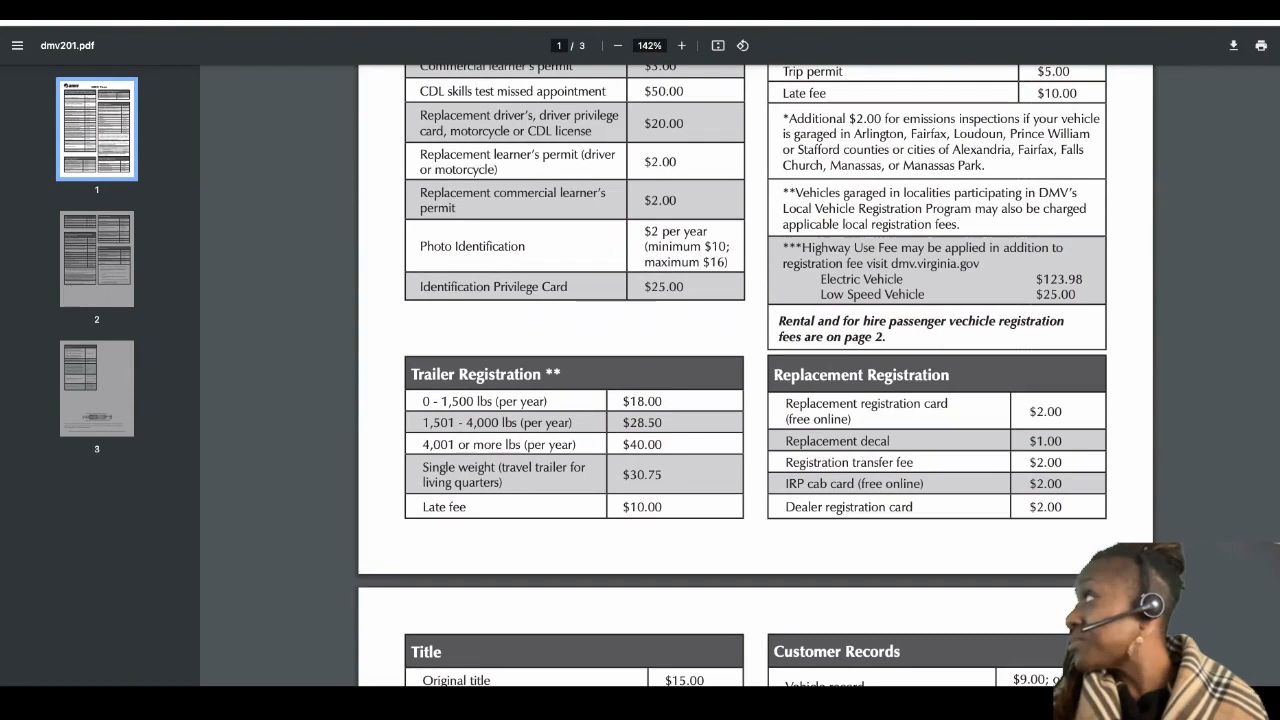 dmv201.pdf
1 / 3
142%
1
2
3
Commercial learner's permit $3.00
CDL skills test missed appointment $50.00
Replacement driver's, driver privilege
card, motorcycle or CDL license
$20.00
Replacement learner's permit (driver
or motorcycle)
$2.00
Replacement commercial learner's
permit
$2.00
Photo Identification
$2 per year
(minimum $10;
maximum $16)
Identification Privilege Card $25.00
Trip permit $5.00
Late fee $10.00
*Additional $2.00 for emissions inspections if your vehicle
is garaged in Arlington, Fairfax, Loudoun, Prince William
or Stafford counties or cities of Alexandria, Fairfax, Falls
Church, Manassas, or Manassas Park.
**Vehicles garaged in localities participating in DMV's
Local Vehicle Registration Program may also be charged
applicable local registration fees.
***Highway Use Fee may be applied in addition to
registration fee visit dmv.virginia.gov
Electric Vehicle $123.98
Low Speed Vehicle $25.00
Rental and for hire passenger vechicle registration
fees are on page 2.
Trailer Registration **
0 - 1,500 lbs (per year) $18.00
1,501 - 4,000 lbs (per year) $28.50
4,001 or more lbs (per year) $40.00
Single weight (travel trailer for
living quarters)
$30.75
Late fee $10.00
Replacement Registration
Replacement registration card
(free online)
$2.00
Replacement decal $1.00
Registration transfer fee $2.00
IRP cab card (free online) $2.00
Dealer registration card $2.00
Title
Original title $15.00
Customer Records
Vehicle record $9.00;